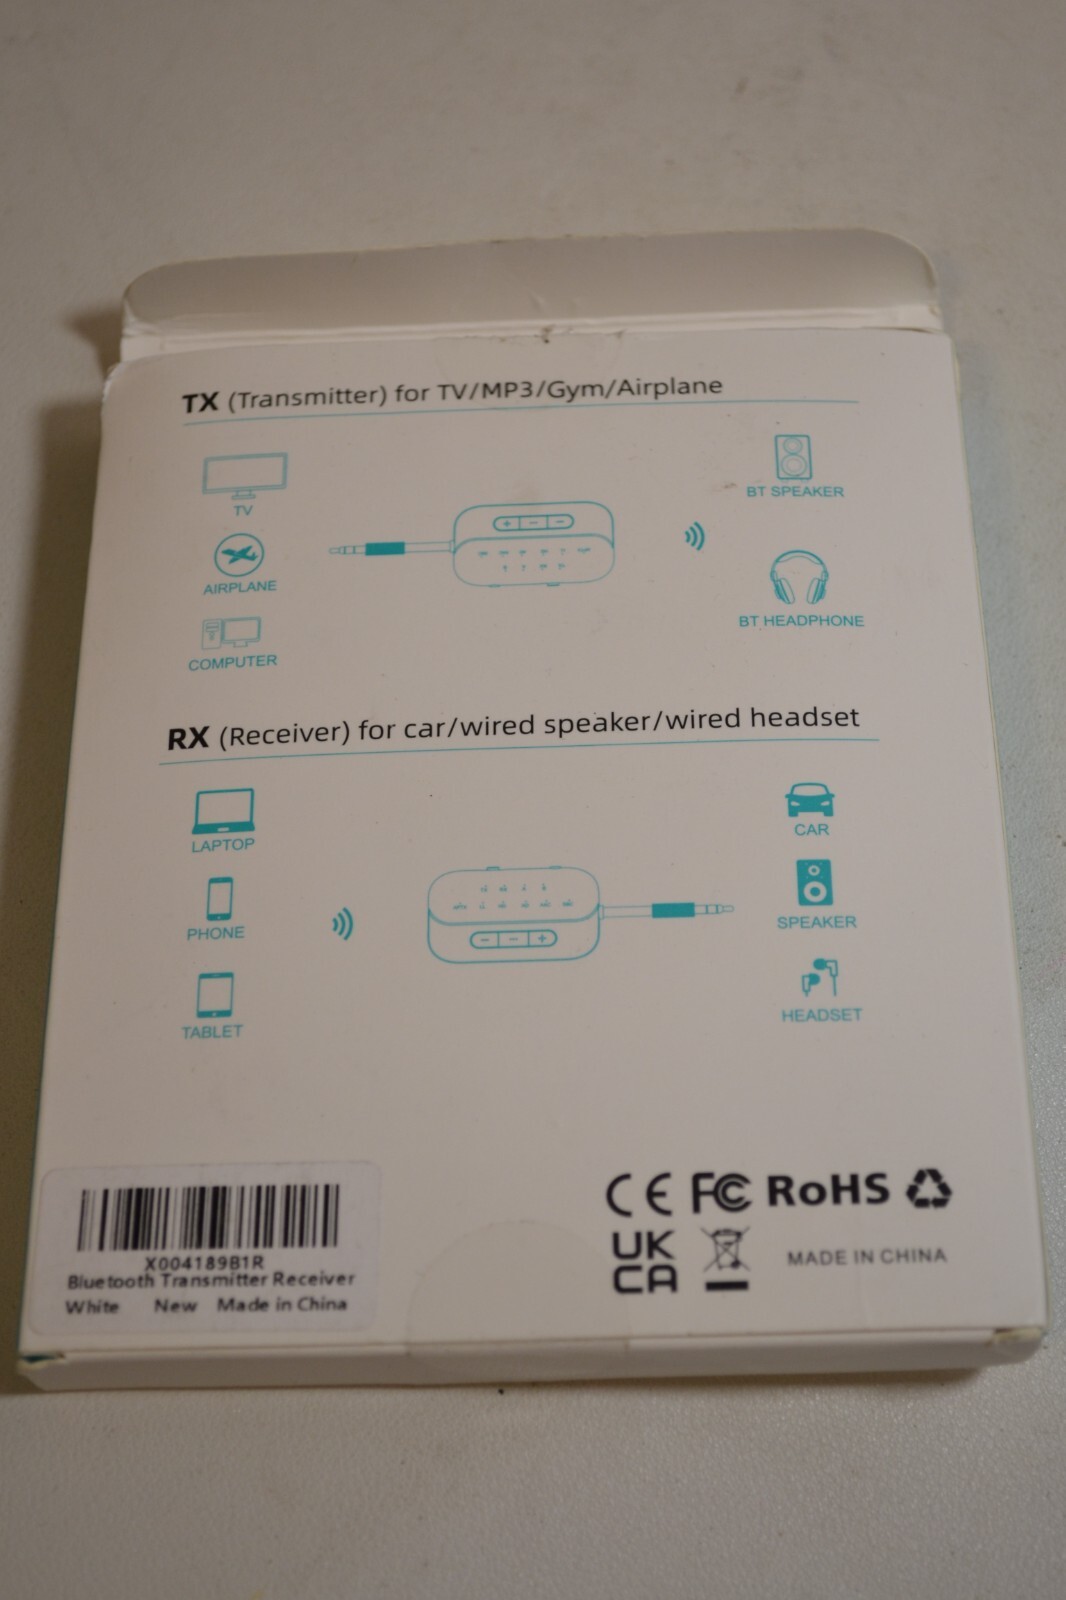 TX (Transmitter) for TV/MP3/Gym/Airplane
TV
AIRPLANE
COMPUTER
BT SPEAKER
BT HEADPHONE
RX (Receiver) for car/wired speaker/wired headset
LAPTOP
PHONE
TABLET
CAR
SPEAKER
HEADSET
X004189B1R
Bluetooth Transmitter Receiver
White New Made in China
CE FC RoHS
UK
CA
MADE IN CHINA